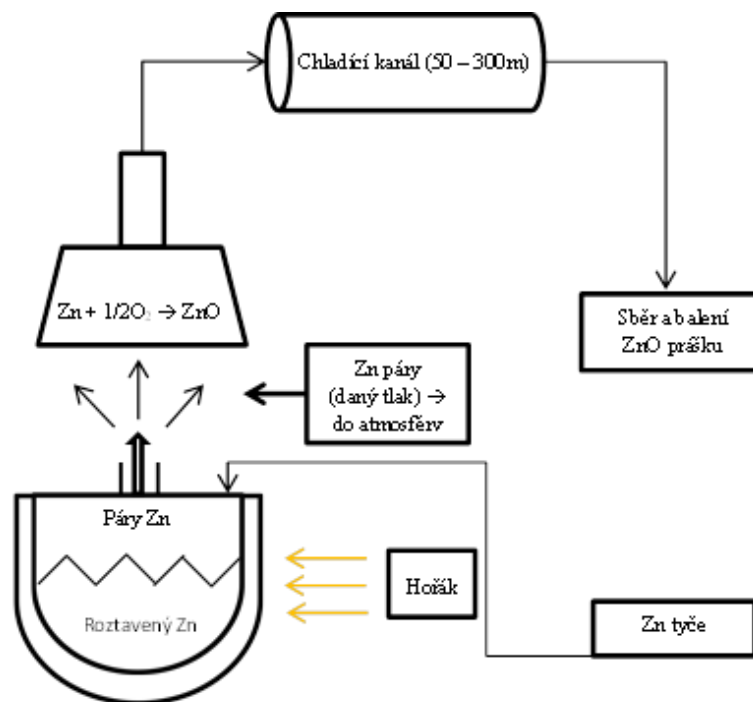 Chladící kanál (50 – 300m)
Zn + 1/2O₂ → ZnO
Sběr a balení
ZnO prášku
Zn páry
(daný tlak) →
do atmosférv
Páry Zn
Roztavený Zn
Hořák
Zn tyče